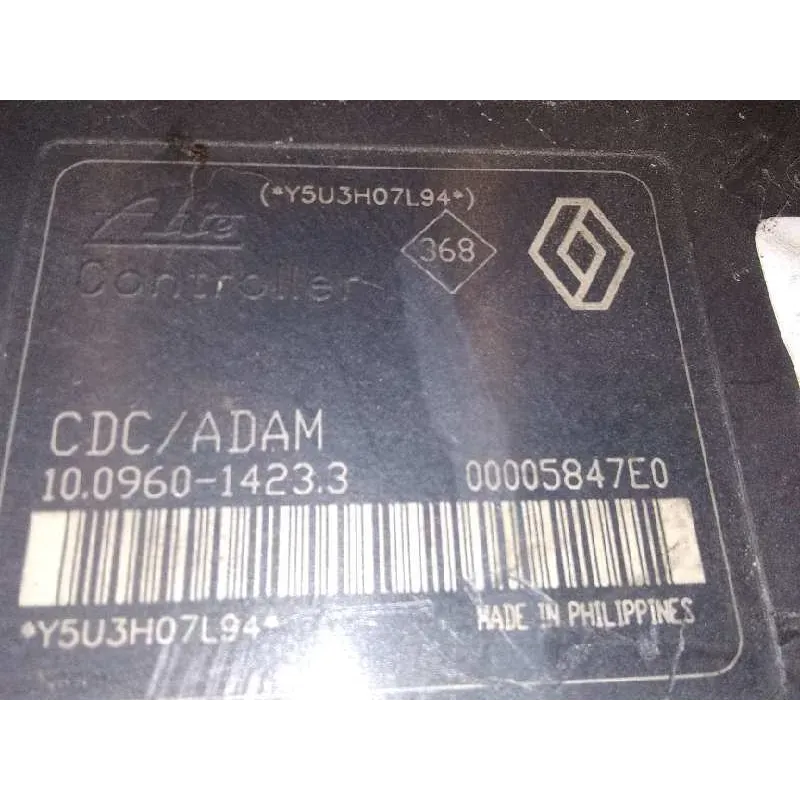 (*Y5U3H07L94*)
Ate
368
Controller
CDC/ADAM
10.0960-1423.3 00005847E0
*Y5U3H07L94*
MADE IN PHILIPPINES